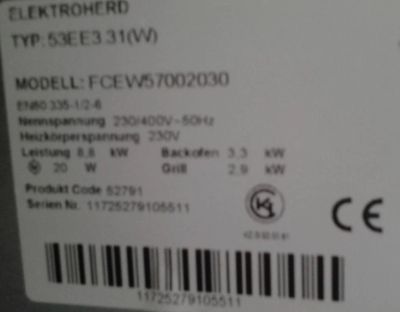 ELEKTROHERD
TYP: 53EE3.31(W)
MODELL: FCEW57002030
EN60 335-1/2-6
Nennspannung 230/400V~50Hz
Heizkörperspannung 230V
Leistung 8,8 kW Backofen 3,3 kW
20 W Grill 2,9 kW
Produkt Code 52791
Serien Nr. 11725279105511
CE
11725279105511